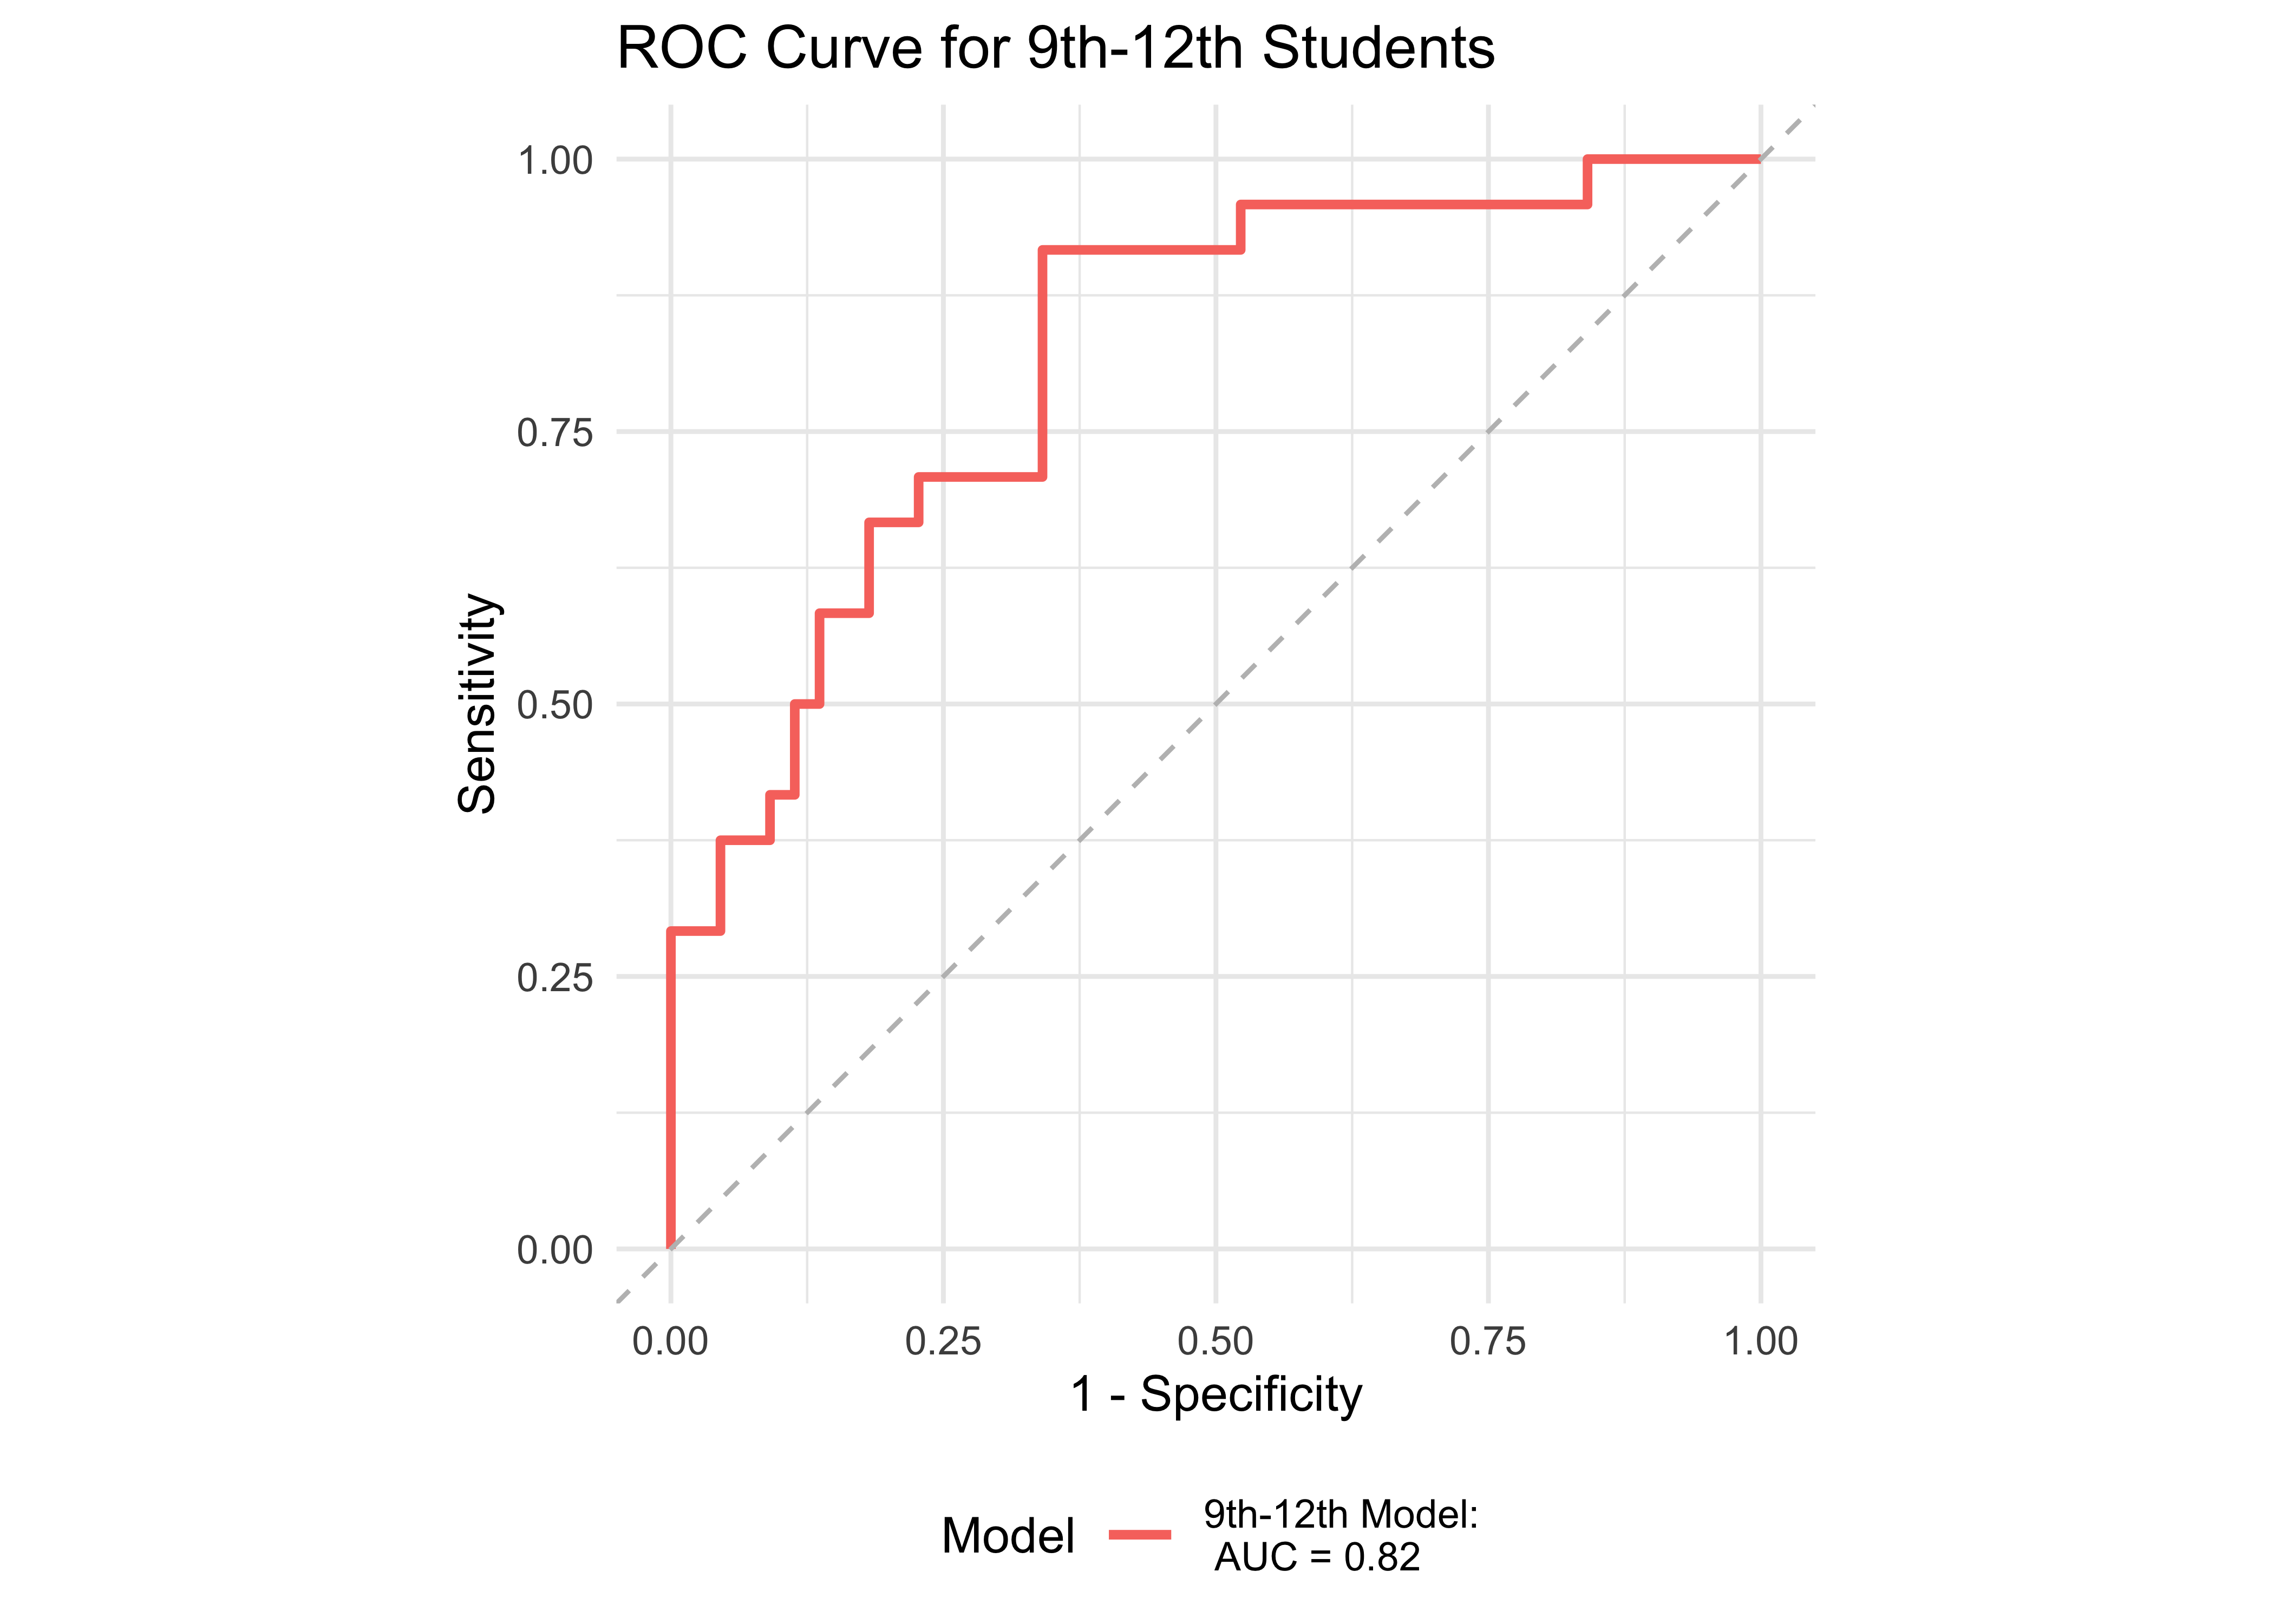 ROC Curve for 9th-12th Students
1.00
0.75
0.50
0.25
0.00
Sensitivity
0.00 0.25 0.50 0.75 1.00
1 - Specificity
Model
9th-12th Model:
AUC = 0.82